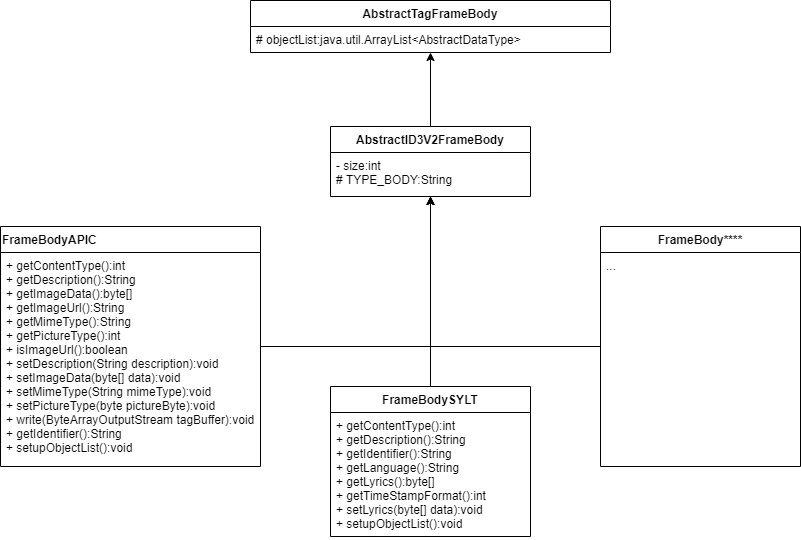 AbstractTagFrameBody
# objectList:java.util.ArrayList<AbstractDataType>
AbstractID3V2FrameBody
- size:int
# TYPE_BODY:String
FrameBodyAPIC
+ getContentType():int
+ getDescription():String
+ getImageData():byte[]
+ getImageUrl():String
+ getMimeType():String
+ getPictureType():int
+ isImageUrl():boolean
+ setDescription(String description):void
+ setImageData(byte[] data):void
+ setMimeType(String mimeType):void
+ setPictureType(byte pictureByte):void
+ write(ByteArrayOutputStream tagBuffer):void
+ getIdentifier():String
+ setupObjectList():void
FrameBodySYLT
+ getContentType():int
+ getDescription():String
+ getIdentifier():String
+ getLanguage():String
+ getLyrics():byte[]
+ getTimeStampFormat():int
+ setLyrics(byte[] data):void
+ setupObjectList():void
FrameBody****
...